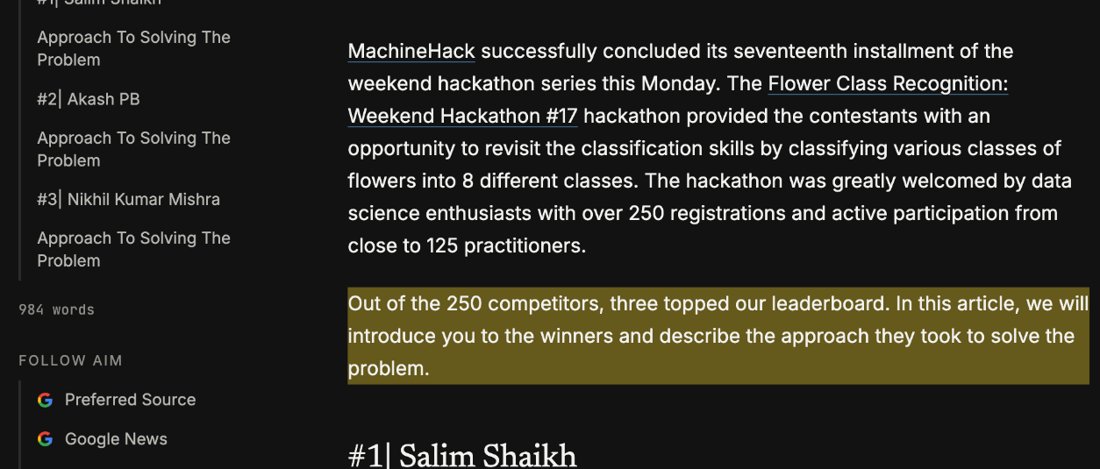 #1| Salim Shaikh
Approach To Solving The
Problem
#2| Akash PB
Approach To Solving The
Problem
#3| Nikhil Kumar Mishra
Approach To Solving The
Problem
984 words
FOLLOW AIM
Preferred Source
Google News
MachineHack successfully concluded its seventeenth installment of the
weekend hackathon series this Monday. The Flower Class Recognition:
Weekend Hackathon #17 hackathon provided the contestants with an
opportunity to revisit the classification skills by classifying various classes of
flowers into 8 different classes. The hackathon was greatly welcomed by data
science enthusiasts with over 250 registrations and active participation from
close to 125 practitioners.
Out of the 250 competitors, three topped our leaderboard. In this article, we will
introduce you to the winners and describe the approach they took to solve the
problem.
#1| Salim Shaikh